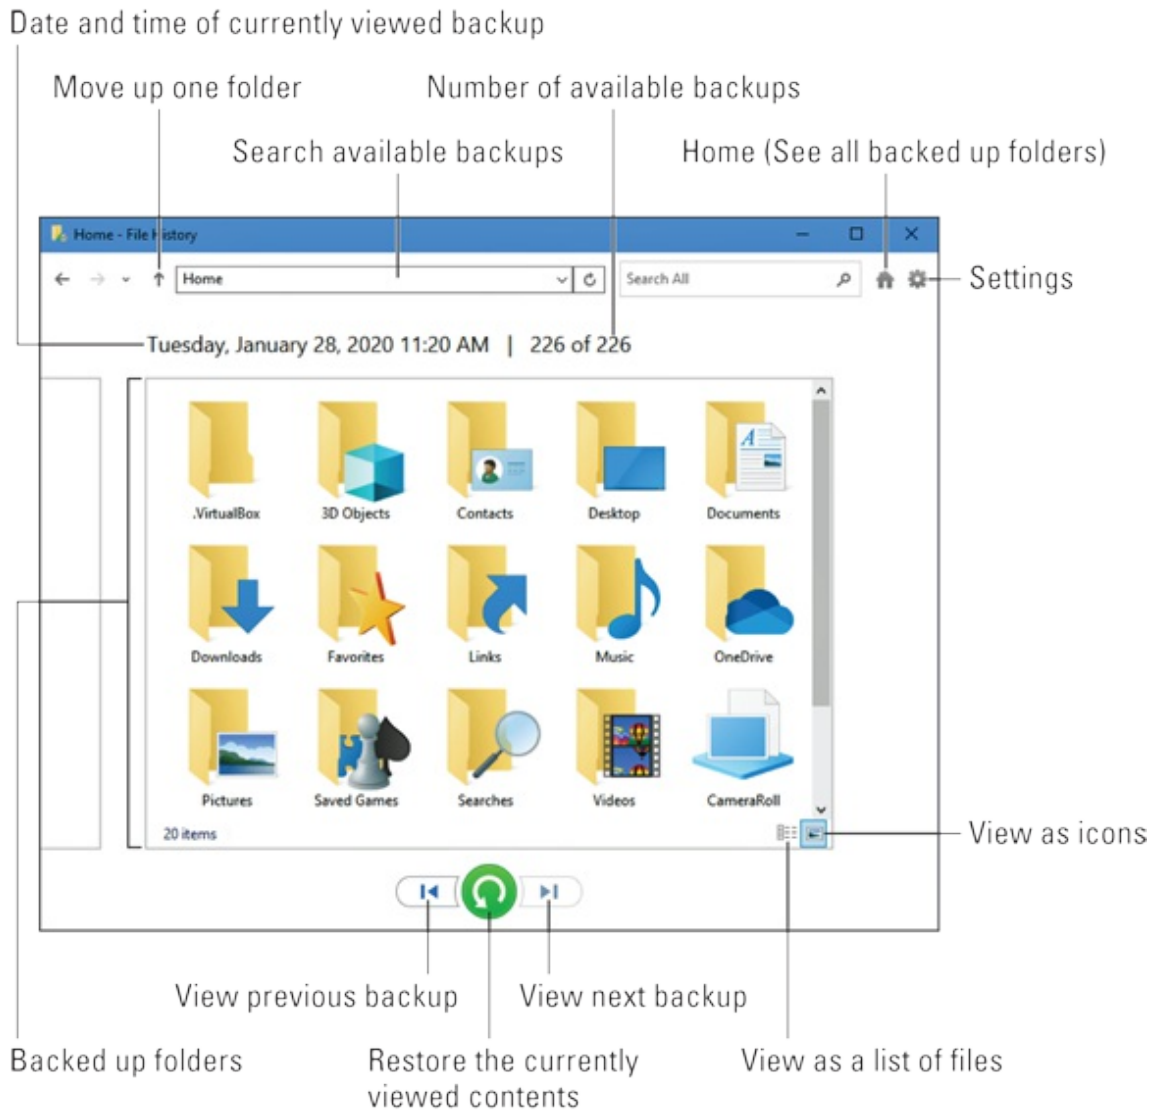 Date and time of currently viewed backup
Move up one folder
Number of available backups
Search available backups
Home (See all backed up folders)
Home - File History
Home
Search All
Settings
Tuesday, January 28, 2020 11:20 AM | 226 of 226
.VirtualBox
3D Objects
Contacts
Desktop
Documents
Downloads
Favorites
Links
Music
OneDrive
Pictures
Saved Games
Searches
Videos
CameraRoll
20 items
View as icons
View previous backup
View next backup
Backed up folders
Restore the currently
viewed contents
View as a list of files